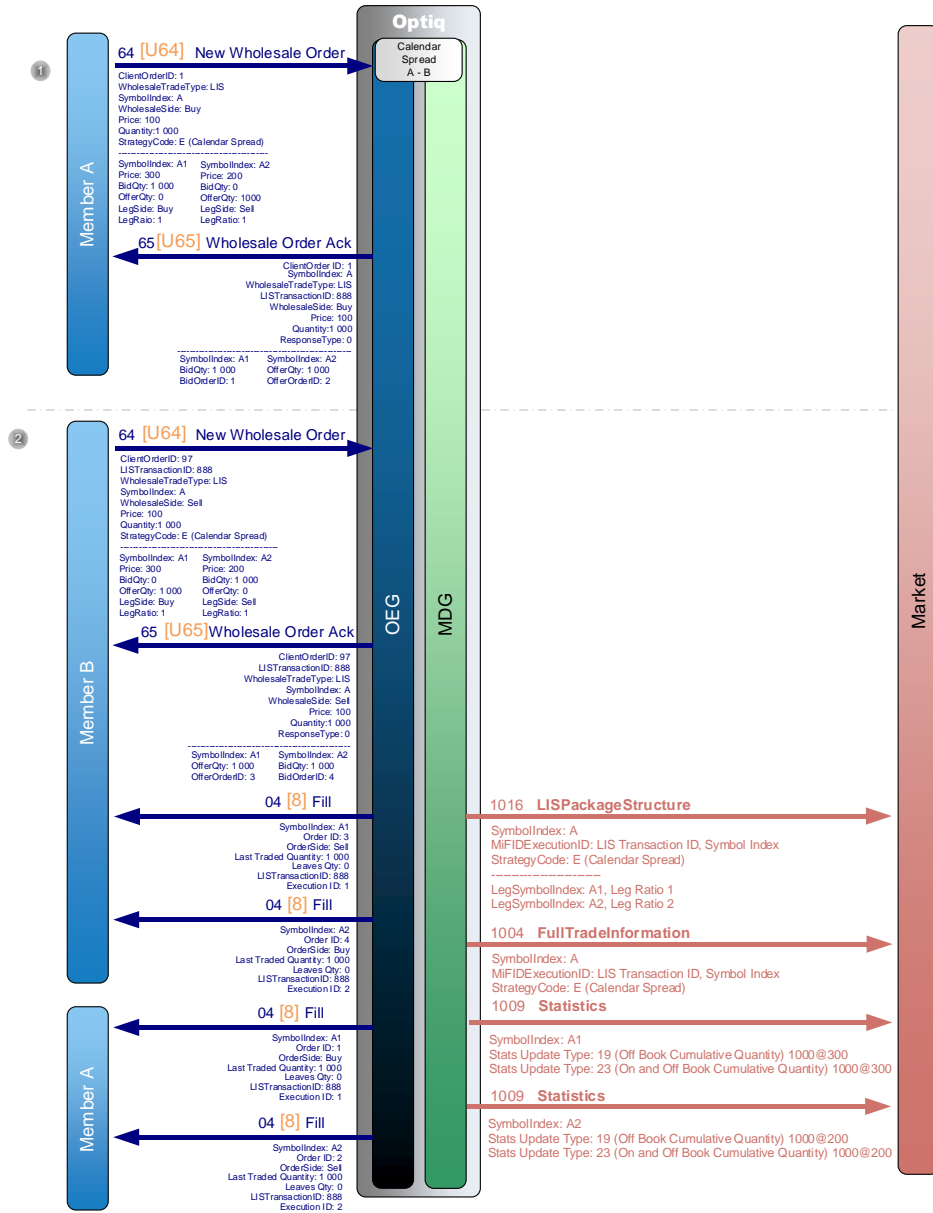 Optiq
Calendar
Spread
A - B
1
Member A
64 [U64] New Wholesale Order
ClientOrderID: 1
WholesaleTradeType: LIS
SymbolIndex: A
WholesaleSide: Buy
Price: 100
Quantity:1 000
StrategyCode: E (Calendar Spread)
SymbolIndex: A1 SymbolIndex: A2
Price: 300 Price: 200
BidQty: 1 000 BidQty: 0
OfferQty: 0 OfferQty: 1000
LegSide: Buy LegSide: Sell
LegRaio: 1 LegRatio: 1
65 [U65] Wholesale Order Ack
ClientOrder ID: 1
SymbolIndex: A
WholesaleTradeType: LIS
LISTransactionID: 888
WholesaleSide: Buy
Price: 100
Quantity:1 000
ResponseType: 0
SymbolIndex: A1 SymbolIndex: A2
BidQty: 1 000 OfferQty: 1 000
BidOrderID: 1 OfferOrderID: 2
2
Member B
64 [U64] New Wholesale Order
ClientOrderID: 97
LISTransactionID: 888
WholesaleTradeType: LIS
SymbolIndex: A
WholesaleSide: Sell
Price: 100
Quantity:1 000
StrategyCode: E (Calendar Spread)
SymbolIndex: A1 SymbolIndex: A2
Price: 300 Price: 200
BidQty: 0 BidQty: 1 000
OfferQty: 1 000 OfferQty: 0
LegSide: Buy LegSide: Sell
LegRatio: 1 LegRatio: 1
65 [U65] Wholesale Order Ack
ClientOrderID: 97
LISTransactionID: 888
WholesaleTradeType: LIS
SymbolIndex: A
WholesaleSide: Sell
Price: 100
Quantity:1 000
ResponseType: 0
SymbolIndex: A1 SymbolIndex: A2
OfferQty: 1 000 BidQty: 1 000
OfferOrderID: 3 BidOrderID: 4
04 [8] Fill
SymbolIndex: A1
Order ID: 3
OrderSide: Sell
Last Traded Quantity: 1 000
Leaves Qty: 0
LISTransactionID: 888
Execution ID: 1
04 [8] Fill
SymbolIndex: A2
Order ID: 4
OrderSide: Buy
Last Traded Quantity: 1 000
Leaves Qty: 0
LISTransactionID: 888
Execution ID: 2
Member A
04 [8] Fill
SymbolIndex: A1
Order ID: 1
OrderSide: Buy
Last Traded Quantity: 1 000
Leaves Qty: 0
LISTransactionID: 888
Execution ID: 1
04 [8] Fill
SymbolIndex: A2
Order ID: 2
OrderSide: Sell
Last Traded Quantity: 1 000
Leaves Qty: 0
LISTransactionID: 888
Execution ID: 2
OEG
MDG
1016 LISPackageStructure
SymbolIndex: A
MiFIDExecutionID: LIS Transaction ID, Symbol Index
StrategyCode: E (Calendar Spread)
LegSymbolIndex: A1, Leg Ratio 1
LegSymbolIndex: A2, Leg Ratio 2
1004 FullTradeInformation
SymbolIndex: A
MiFIDExecutionID: LIS Transaction ID, Symbol Index
StrategyCode: E (Calendar Spread)
1009 Statistics
SymbolIndex: A1
Stats Update Type: 19 (Off Book Cumulative Quantity) 1000@300
Stats Update Type: 23 (On and Off Book Cumulative Quantity) 1000@300
1009 Statistics
SymbolIndex: A2
Stats Update Type: 19 (Off Book Cumulative Quantity) 1000@200
Stats Update Type: 23 (On and Off Book Cumulative Quantity) 1000@200
Market